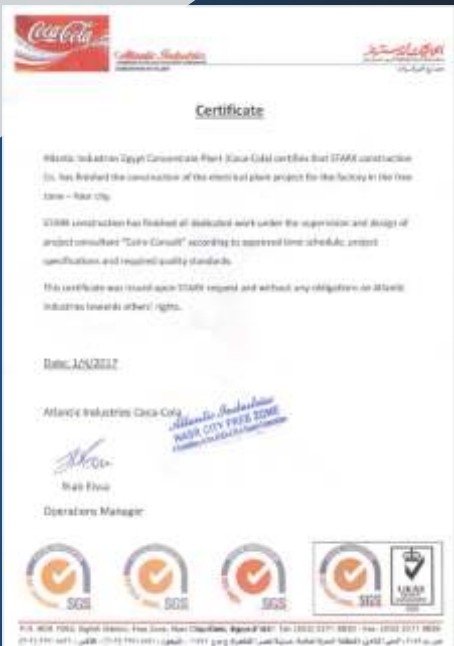 Coca-Cola
Atlantic Industries
Certificate
Atlantic Industries Egypt Concentrate Plant (Coca-Cola) certifies that STARK construction
Co. has finished the construction of the electrical plant project for the factory in the free
zone – Nasr city.
STARK construction has finished all dedicated work under the supervision and design of
project consultant "Cairo Consult" according to approved time schedule, project
specifications and required quality standards.
This certificate was issued upon STARK request and without any obligations on Atlantic
Industries towards others' rights.
Date: 1/4/2017
Atlantic Industries Coca-Cola
Atlantic Industries
NASR CITY FREE ZONE
Operations Manager
SGS
SGS
SGS
SGS
UKAS